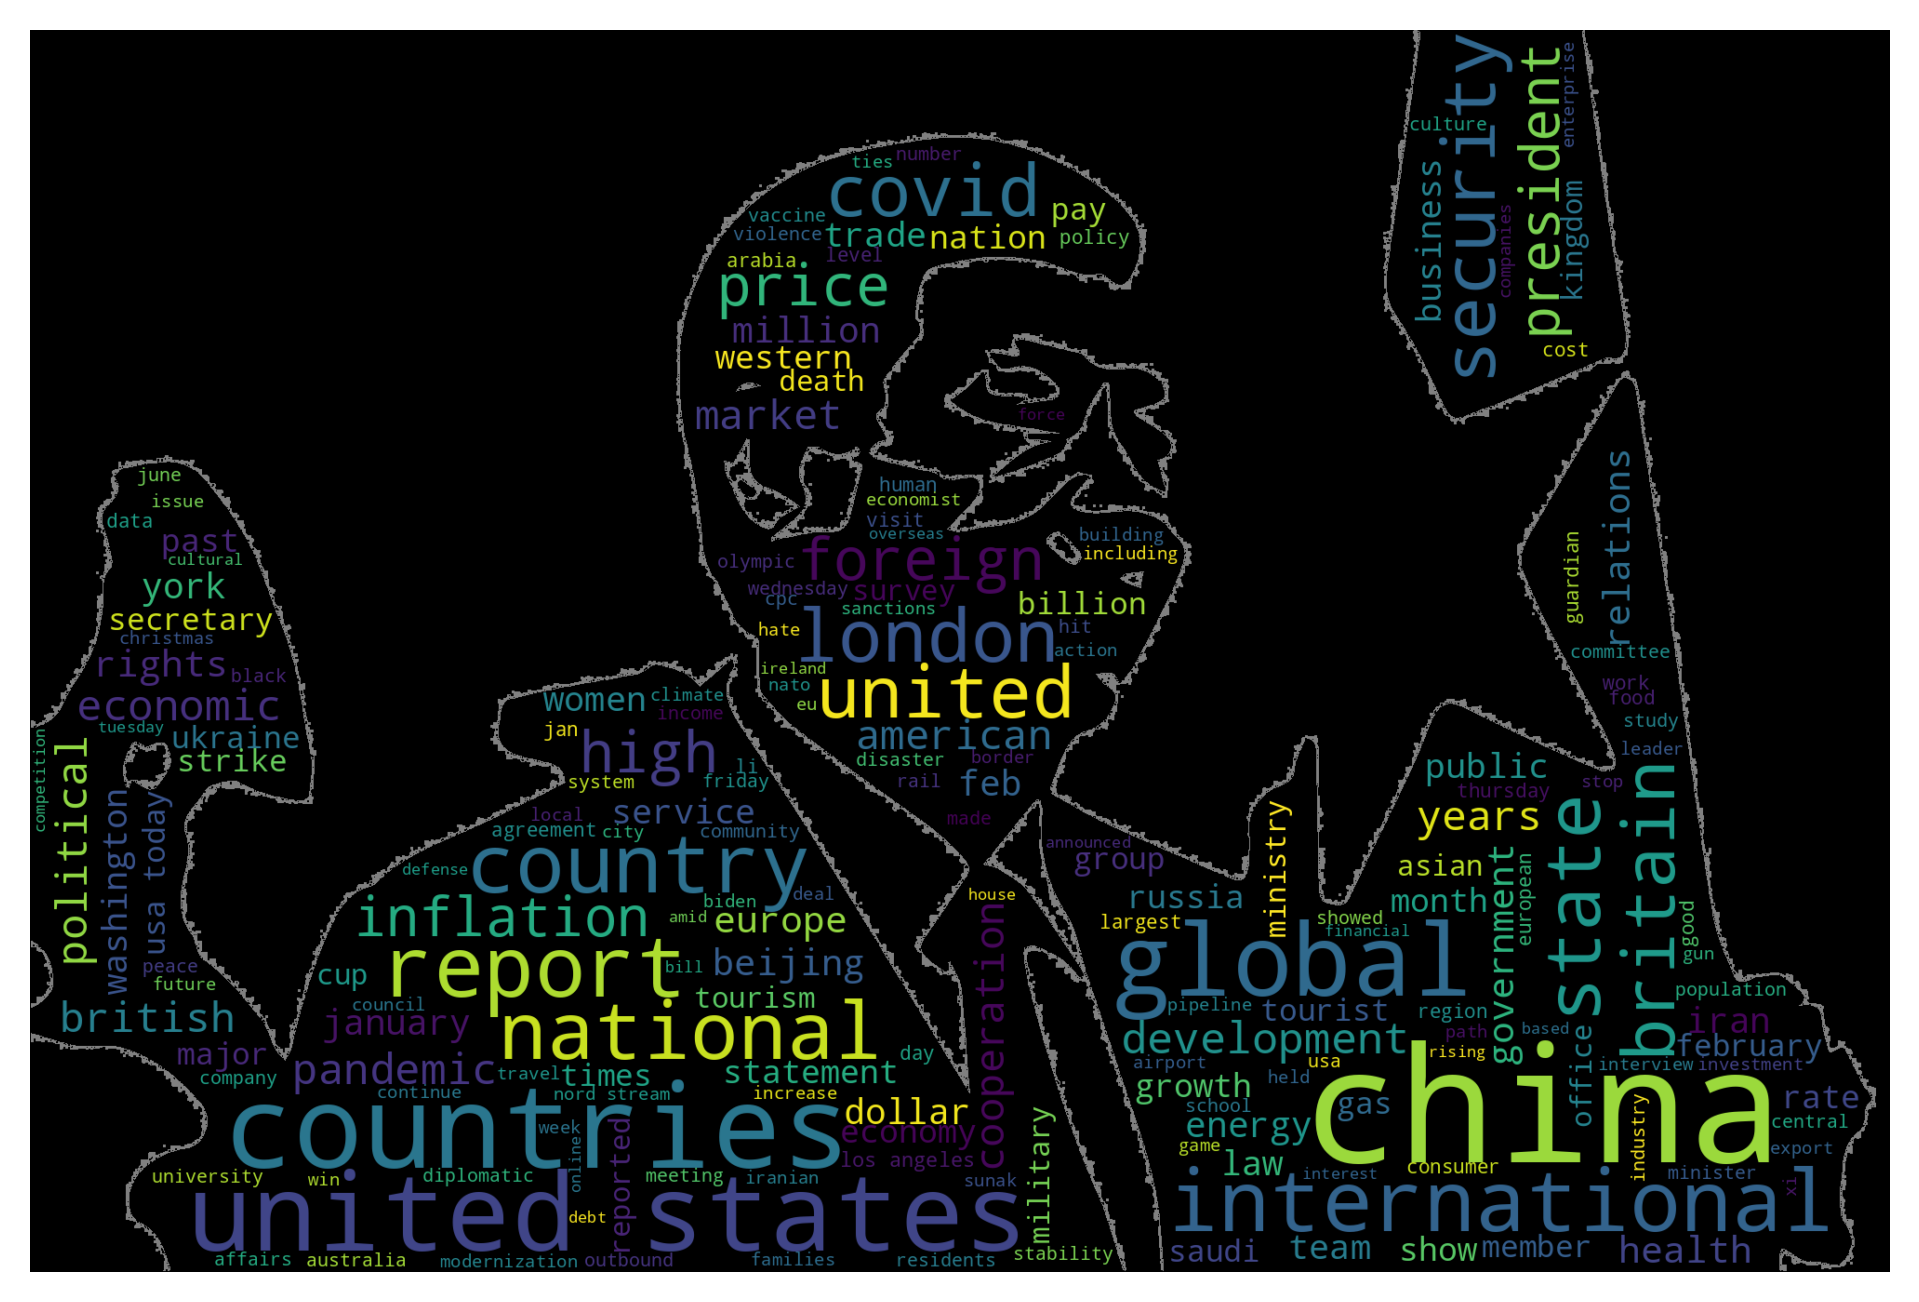 security
president
enterprise
culture
business
companies
kingdom
cost
ties
number
covid
pay
vaccine
violence
trade
nation
policy
arabia
level
price
million
western
death
market
force
human
economist
visit
overseas
building
including
foreign
olympic
wednesday
survey
cpc
sanctions
billion
hate
london
hit
action
ireland
nato
eu
united
american
disaster
border
rail
feb
made
june
issue
data
past
cultural
york
secretary
christmas
rights
black
economic
tuesday
ukraine
strike
competition
political
washington
usa today
peace
future
british
major
company
women
climate
income
jan
high
li
system
friday
local
service
agreement
city
community
defense
country
deal
inflation
biden
amid
europe
report
bill
beijing
cup
council
tourism
january
national
pandemic
travel
times
statement
day
continue
nord stream
increase
dollar
countries
week
economy
los angeles
online
reported
cooperation
house
university
win
diplomatic
meeting
iranian
sunak
united states
debt
military
stability
affairs
australia
modernization
outbound
families
residents
guardian
relations
committee
work
food
study
leader
stop
public
thursday
years
state
britain
announced
group
ministry
asian
month
russia
largest
showed
financial
government
european
good
gun
global
pipeline
tourist
region
population
development
path
based
iran
february
airport
usa
rising
office
interview
investment
growth
held
china
school
gas
rate
energy
industry
central
game
law
interest
consumer
minister
export
international
xi
saudi
team
show
member
health